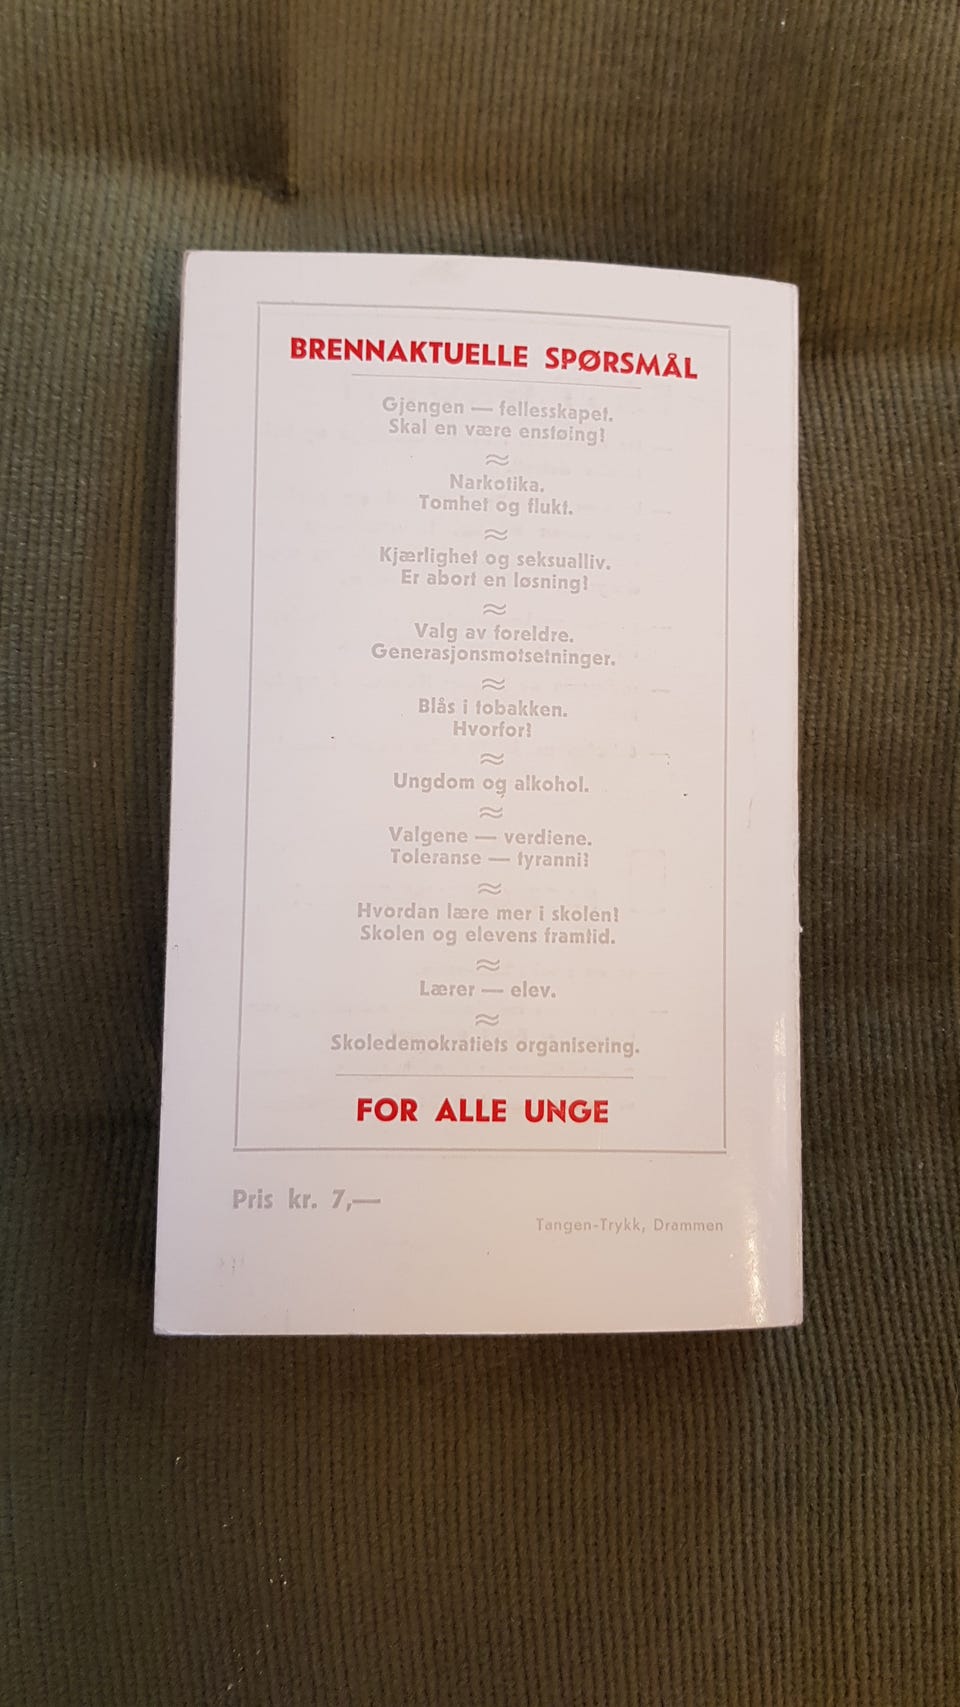 BRENNAKTUELLE SPØRSMÅL
Gjengen — fellesskapet.
Skal en være ensføing?
≈
Narkotika.
Tomhet og flukt.
≈
Kjærlighet og seksualliv.
Er abort en løsning?
≈
Valg av foreldre.
Generasjonsmotsetninger.
≈
Blås i tobakken.
Hvorfor?
≈
Ungdom og alkohol.
≈
Valgene — verdiene.
Toleranse — tyranni?
≈
Hvordan lære mer i skolen?
Skolen og elevens framtid.
≈
Lærer — elev.
≈
Skoledemokratiets organisering.
FOR ALLE UNGE
Pris kr. 7,—
Tangen-Trykk, Drammen